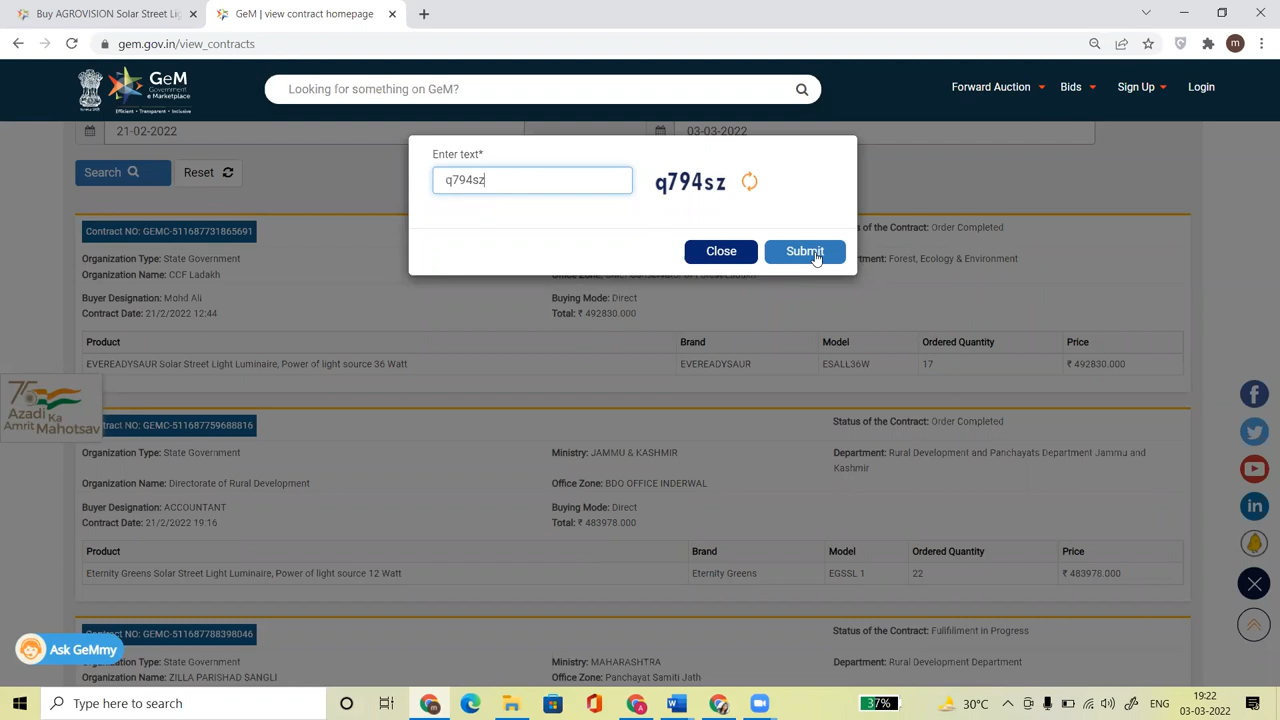 Buy AGROVISION Solar Street Li
GeM | view contract homepage
gem.gov.in/view_contracts
m
GeM
Government
e Marketplace
Efficient • Transparent • Inclusive
Looking for something on GeM?
Forward Auction
Bids
Sign Up
Login
21-02-2022
03-03-2022
Search
Reset
Enter text*
q794sz
q794sz
Close
Submit
Contract NO: GEMC-511687731865691
s of the Contract: Order Completed
Organization Type: State Government
rtment: Forest, Ecology & Environment
Organization Name: CCF Ladakh
Buyer Designation: Mohd Ali
Buying Mode: Direct
Contract Date: 21/2/2022 12:44
Total: ₹ 492830.000
Product
Brand
Model
Ordered Quantity
Price
EVEREADYSAUR Solar Street Light Luminaire, Power of light source 36 Watt
EVEREADYSAUR
ESALL36W
17
₹ 492830.000
75
Azadi Ka
Amrit Mahotsav
tract NO: GEMC-511687759688816
Status of the Contract: Order Completed
Organization Type: State Government
Ministry: JAMMU & KASHMIR
Department: Rural Development and Panchayats Department Jammu and
Kashmir
Organization Name: Directorate of Rural Development
Office Zone: BDO OFFICE INDERWAL
Buyer Designation: ACCOUNTANT
Buying Mode: Direct
Contract Date: 21/2/2022 19:16
Total: ₹ 483978.000
Product
Brand
Model
Ordered Quantity
Price
Eternity Greens Solar Street Light Luminaire, Power of light source 12 Watt
Eternity Greens
EGSSL 1
22
₹ 483978.000
Contract NO: GEMC-511687788398046
Status of the Contract: Fullfillment in Progress
Ask GeMmy
Organization Type: State Government
Ministry: MAHARASHTRA
Department: Rural Development Department
Organization Name: ZILLA PARISHAD SANGLI
Office Zone: Panchayat Samiti Jath
Type here to search
37%
30°C
ENG
19:22
03-03-2022